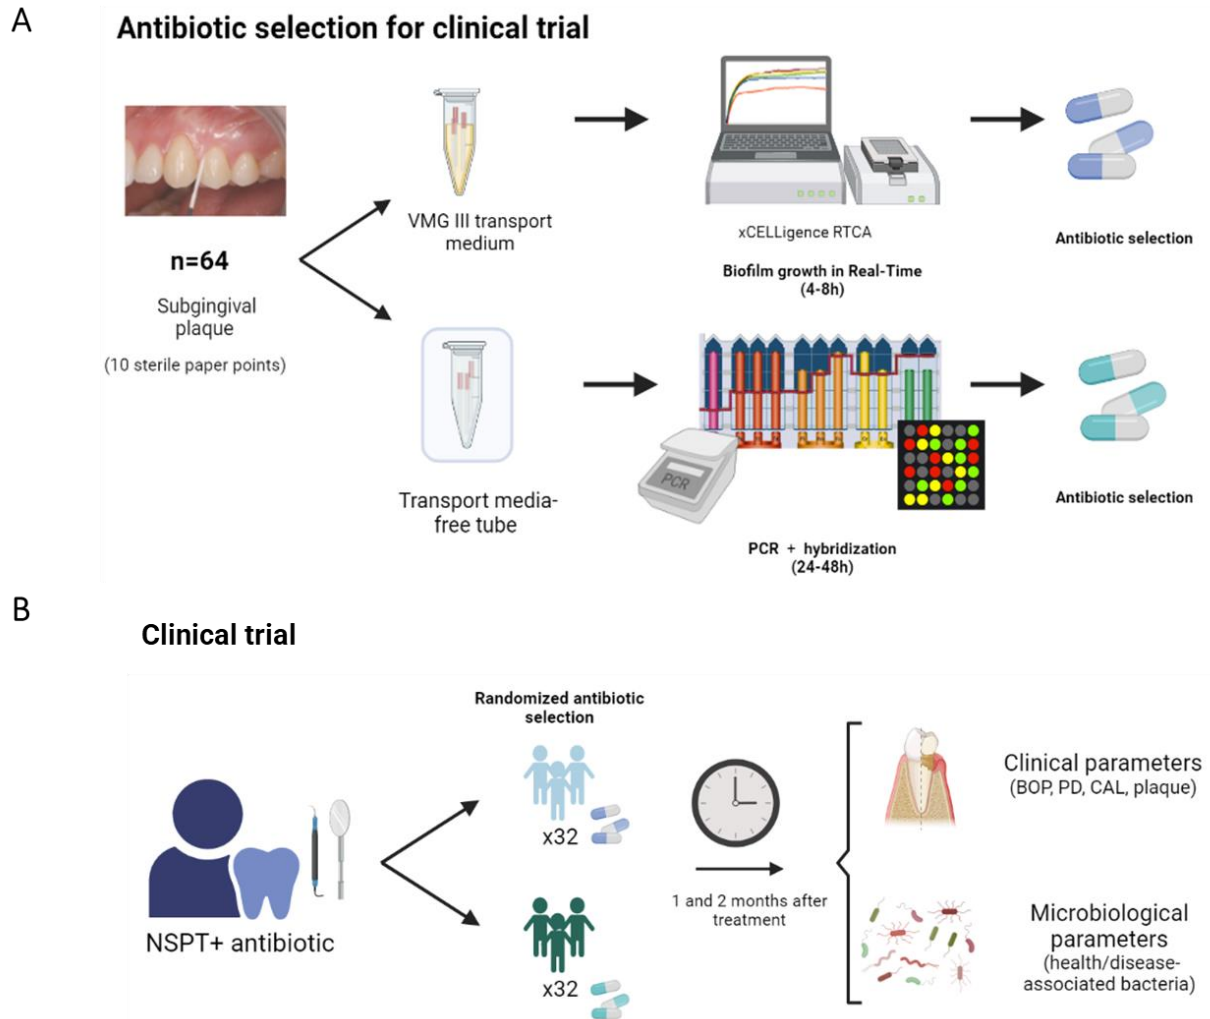 A
Antibiotic selection for clinical trial
n=64
Subgingival
plaque
(10 sterile paper points)
VMG III transport
medium
xCELLigence RTCA
Biofilm growth in Real-Time
(4-8h)
Antibiotic selection
Transport media-
free tube
PCR
PCR + hybridization
(24-48h)
Antibiotic selection
B
Clinical trial
NSPT+ antibiotic
Randomized antibiotic
selection
x32
x32
1 and 2 months after
treatment
Clinical parameters
(BOP, PD, CAL, plaque)
Microbiological
parameters
(health/disease-
associated bacteria)